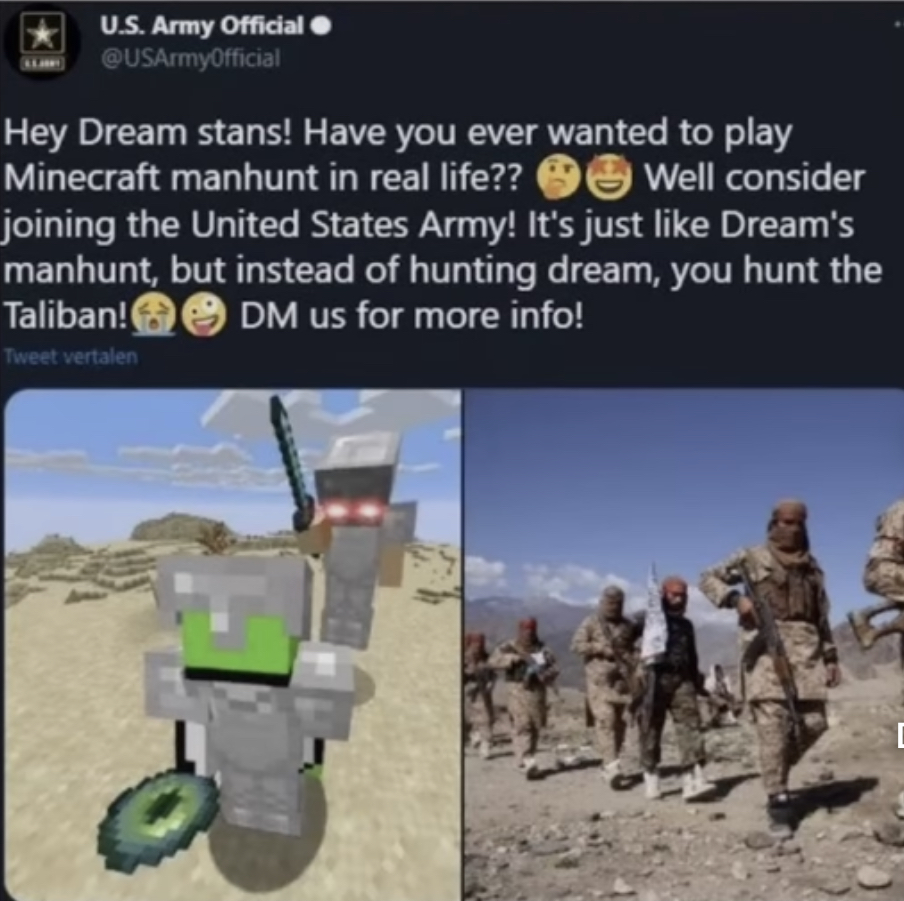 U.S. Army Official
@USArmy0fficial
Hey Dream stans! Have you ever wanted to play
Minecraft manhunt in real life?? 🤔🤩 Well consider
joining the United States Army! It's just like Dream's
manhunt, but instead of hunting dream, you hunt the
Taliban!😭🤪 DM us for more info!
Tweet vertalen
U.S. ARMY